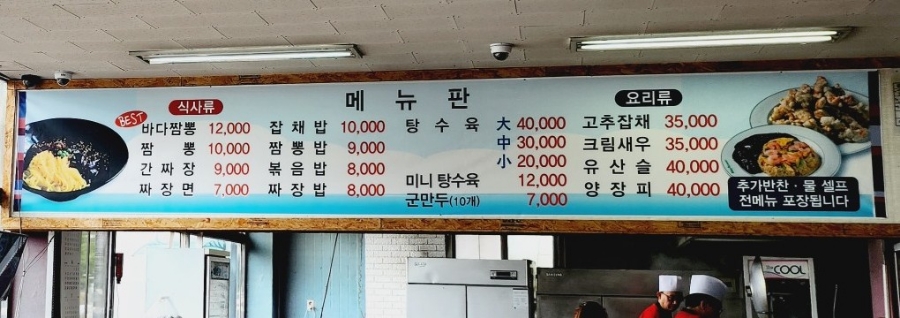 메뉴판
식사류
BEST
바다짬뽕 12,000
짬뽕 10,000
간짜장 9,000
짜장면 7,000
잡채밥 10,000
짬뽕밥 9,000
볶음밥 8,000
짜장밥 8,000
탕수육 大 40,000
中 30,000
小 20,000
미니탕수육 12,000
군만두(10개) 7,000
요리류
고추잡채 35,000
크림새우 35,000
유산슬 40,000
양장피 40,000
추가반찬·물 셀프
전메뉴 포장됩니다
COOL